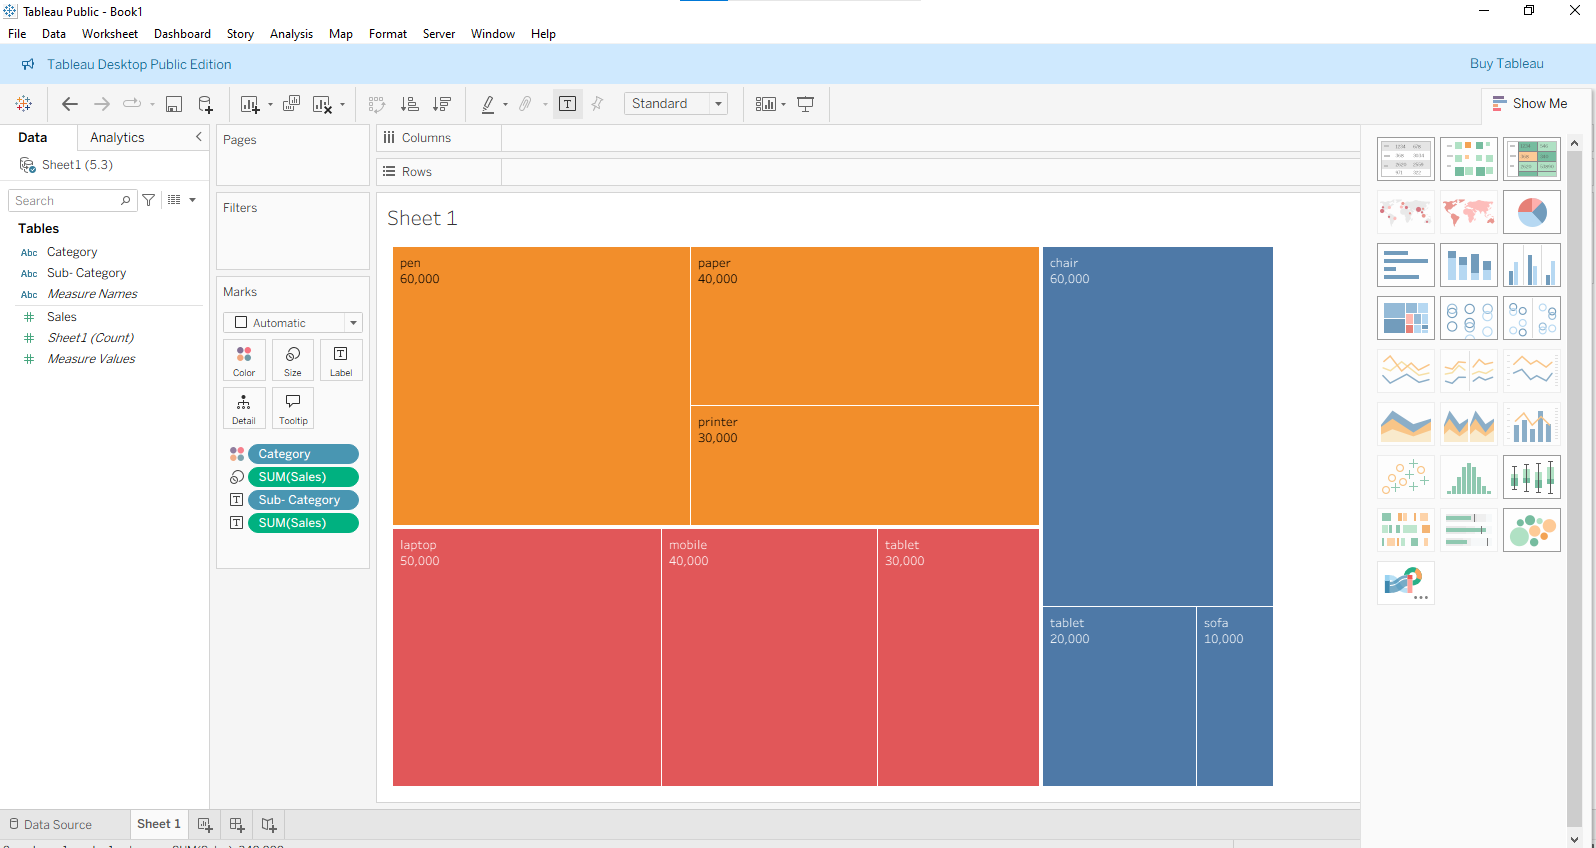 Tableau Public - Book1
File Data Worksheet Dashboard Story Analysis Map Format Server Window Help
Tableau Desktop Public Edition
Buy Tableau
Standard
Show Me
Data
Analytics
Sheet1 (5.3)
Search
Tables
Abc Category
Abc Sub- Category
Abc Measure Names
# Sales
# Sheet1 (Count)
# Measure Values
Pages
Filters
Marks
Automatic
Color Size Label
Detail Tooltip
Category
SUM(Sales)
Sub- Category
SUM(Sales)
Columns
Rows
Sheet 1
pen
60,000
paper
40,000
printer
30,000
chair
60,000
laptop
50,000
mobile
40,000
tablet
30,000
tablet
20,000
sofa
10,000
Data Source
Sheet 1